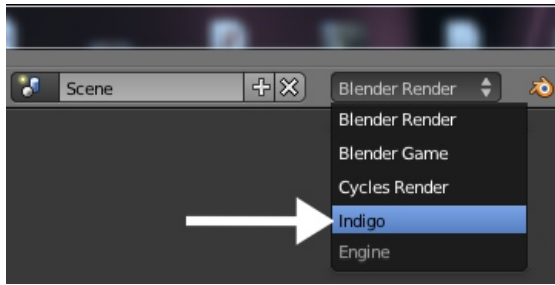 Scene Blender Render
Blender Render
Blender Game
Cycles Render
Indigo
Engine